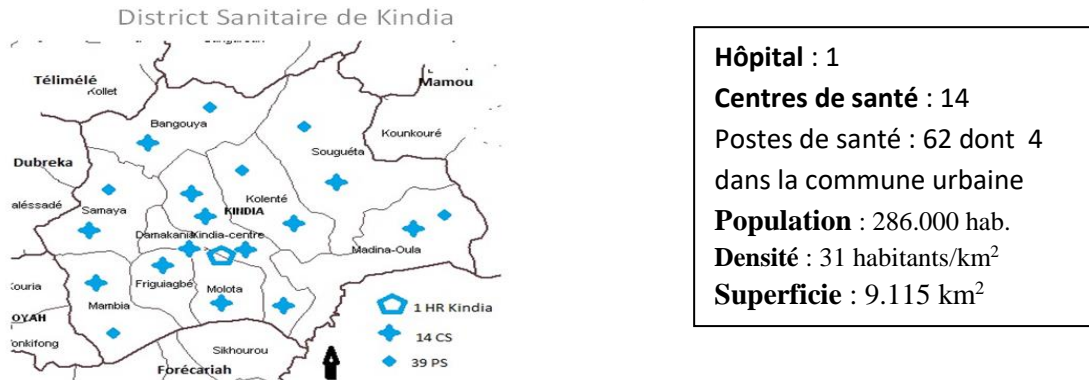 District Sanitaire de Kindia
Télimélé
Kollet
Mamou
Bangouya
Kounkouré
Souguéta
Dubreka
Kolenté
aléssadé
Samaya
KINDIA
Damakania
Kindia-centre
Madina-Oula
Friguiagbé
Molota
Kouria
Mambia
OYAH
Tonkifong
Sikhourou
Forécariah
1 HR Kindia
14 CS
39 PS
Hôpital : 1
Centres de santé : 14
Postes de santé : 62 dont 4
dans la commune urbaine
Population : 286.000 hab.
Densité : 31 habitants/km²
Superficie : 9.115 km²